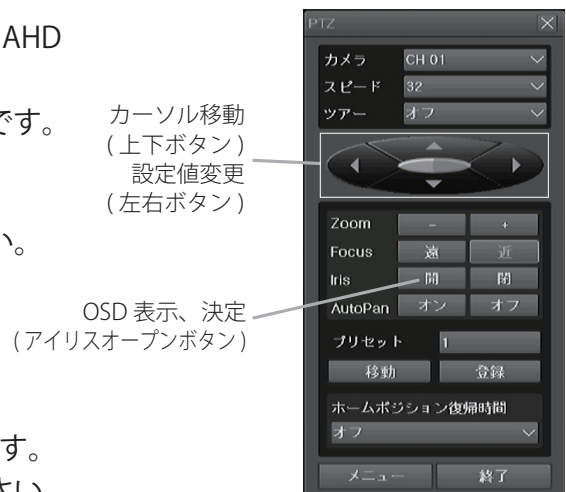 AHD
です。
い。
す。
さい
カーソル移動
( 上下ボタン )
設定値変更
( 左右ボタン )
OSD 表示、決定
( アイリスオープンボタン )
PTZ
カメラ CH 01
スピード 32
ツアー オフ
Zoom - +
Focus 遠 近
Iris 開 閉
AutoPan オン オフ
プリセット 1
移動 登録
ホームポジション復帰時間
オフ
メニュー 終了